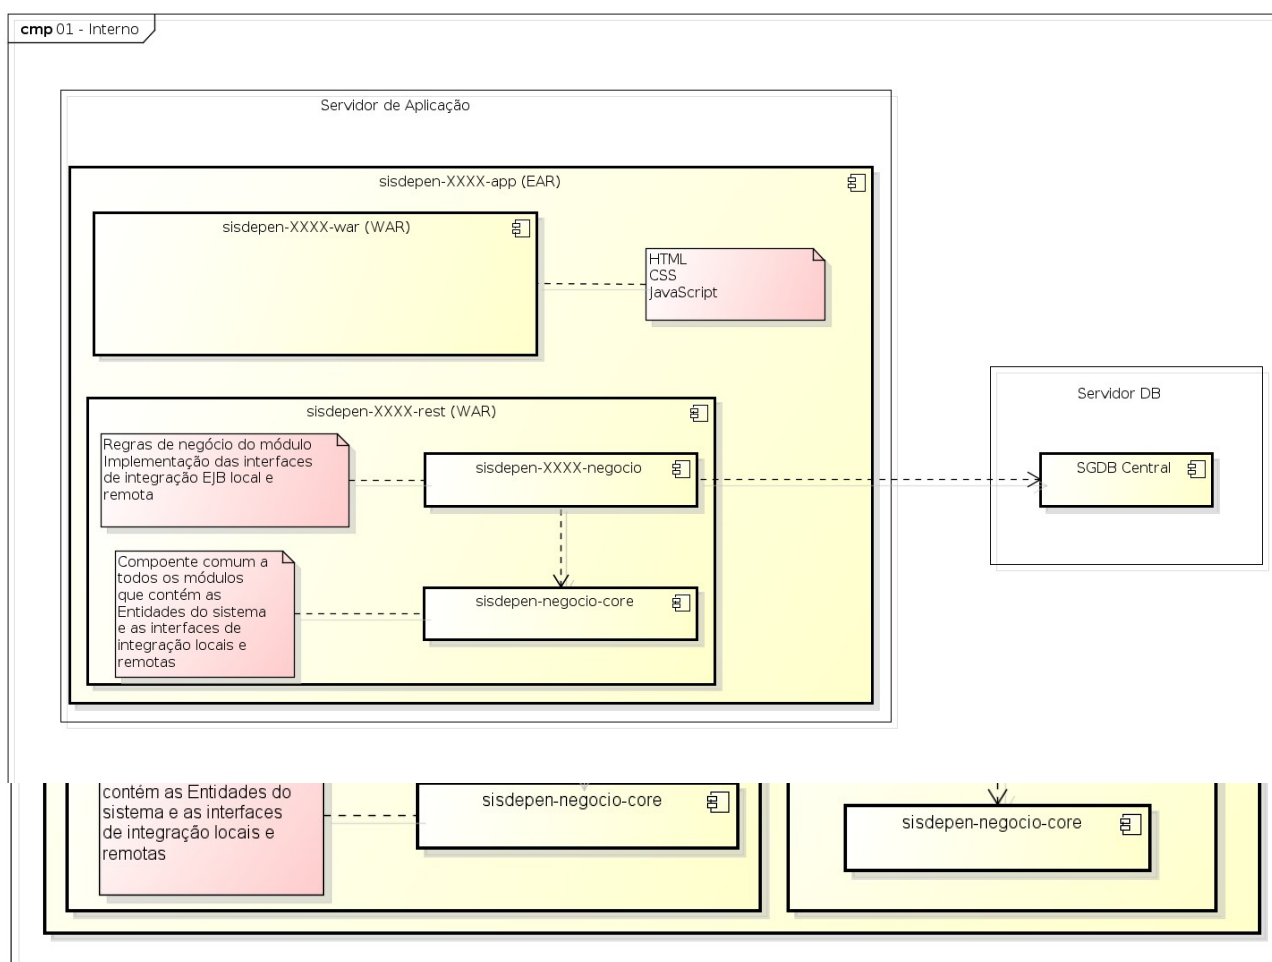 cmp 01 - Interno
Servidor de Aplicação
sisdepen-XXXX-app (EAR)
sisdepen-XXXX-war (WAR)
HTML
CSS
JavaScript
sisdepen-XXXX-rest (WAR)
Regras de negócio do módulo
Implementação das interfaces
de integração EJB local e
remota
sisdepen-XXXX-negocio
Compoente comum a
todos os módulos
que contém as
Entidades do sistema
e as interfaces de
integração locais e
remotas
sisdepen-negocio-core
Servidor DB
SGDB Central
contém as Entidades do
sistema e as interfaces
de integração locais e
remotas
sisdepen-negocio-core
sisdepen-negocio-core